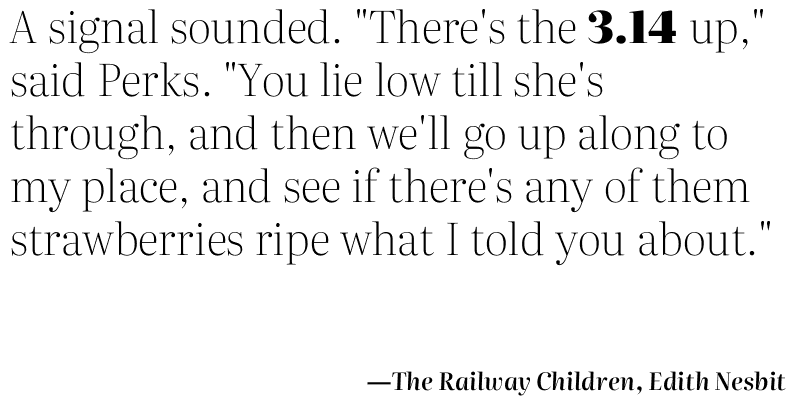 A signal sounded. "There's the 3.14 up,"
said Perks. "You lie low till she's
through, and then we'll go up along to
my place, and see if there's any of them
strawberries ripe what I told you about."
—The Railway Children, Edith Nesbit